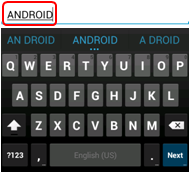 ANDROID
AN DROID ANDROID A DROID
Q W E R T Y U I O P
A S D F G H J K L
Z X C V B N M
?123 , English (US) . Next